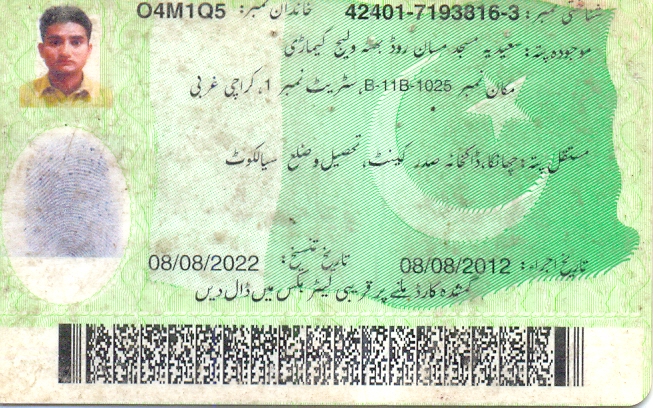 شناختی نمبر: 42401-7193816-3 خاندان نمبر: O4M1Q5
موجودہ پتہ: سعیدیہ مسجد مسان روڈ بھٹہ ولیج کیماڑی
مکان نمبر B-11B-1025، سٹریٹ نمبر 1، کراچی غربی
مستقل پتہ: چہانگا، ڈاکخانہ صدر کینٹ، تحصیل و ضلع سیالکوٹ
تاریخ اجراء: 08/08/2012 تاریخ تنسیخ: 08/08/2022
گمشدہ کارڈ ملنے پر قریبی لیٹر بکس میں ڈال دیں